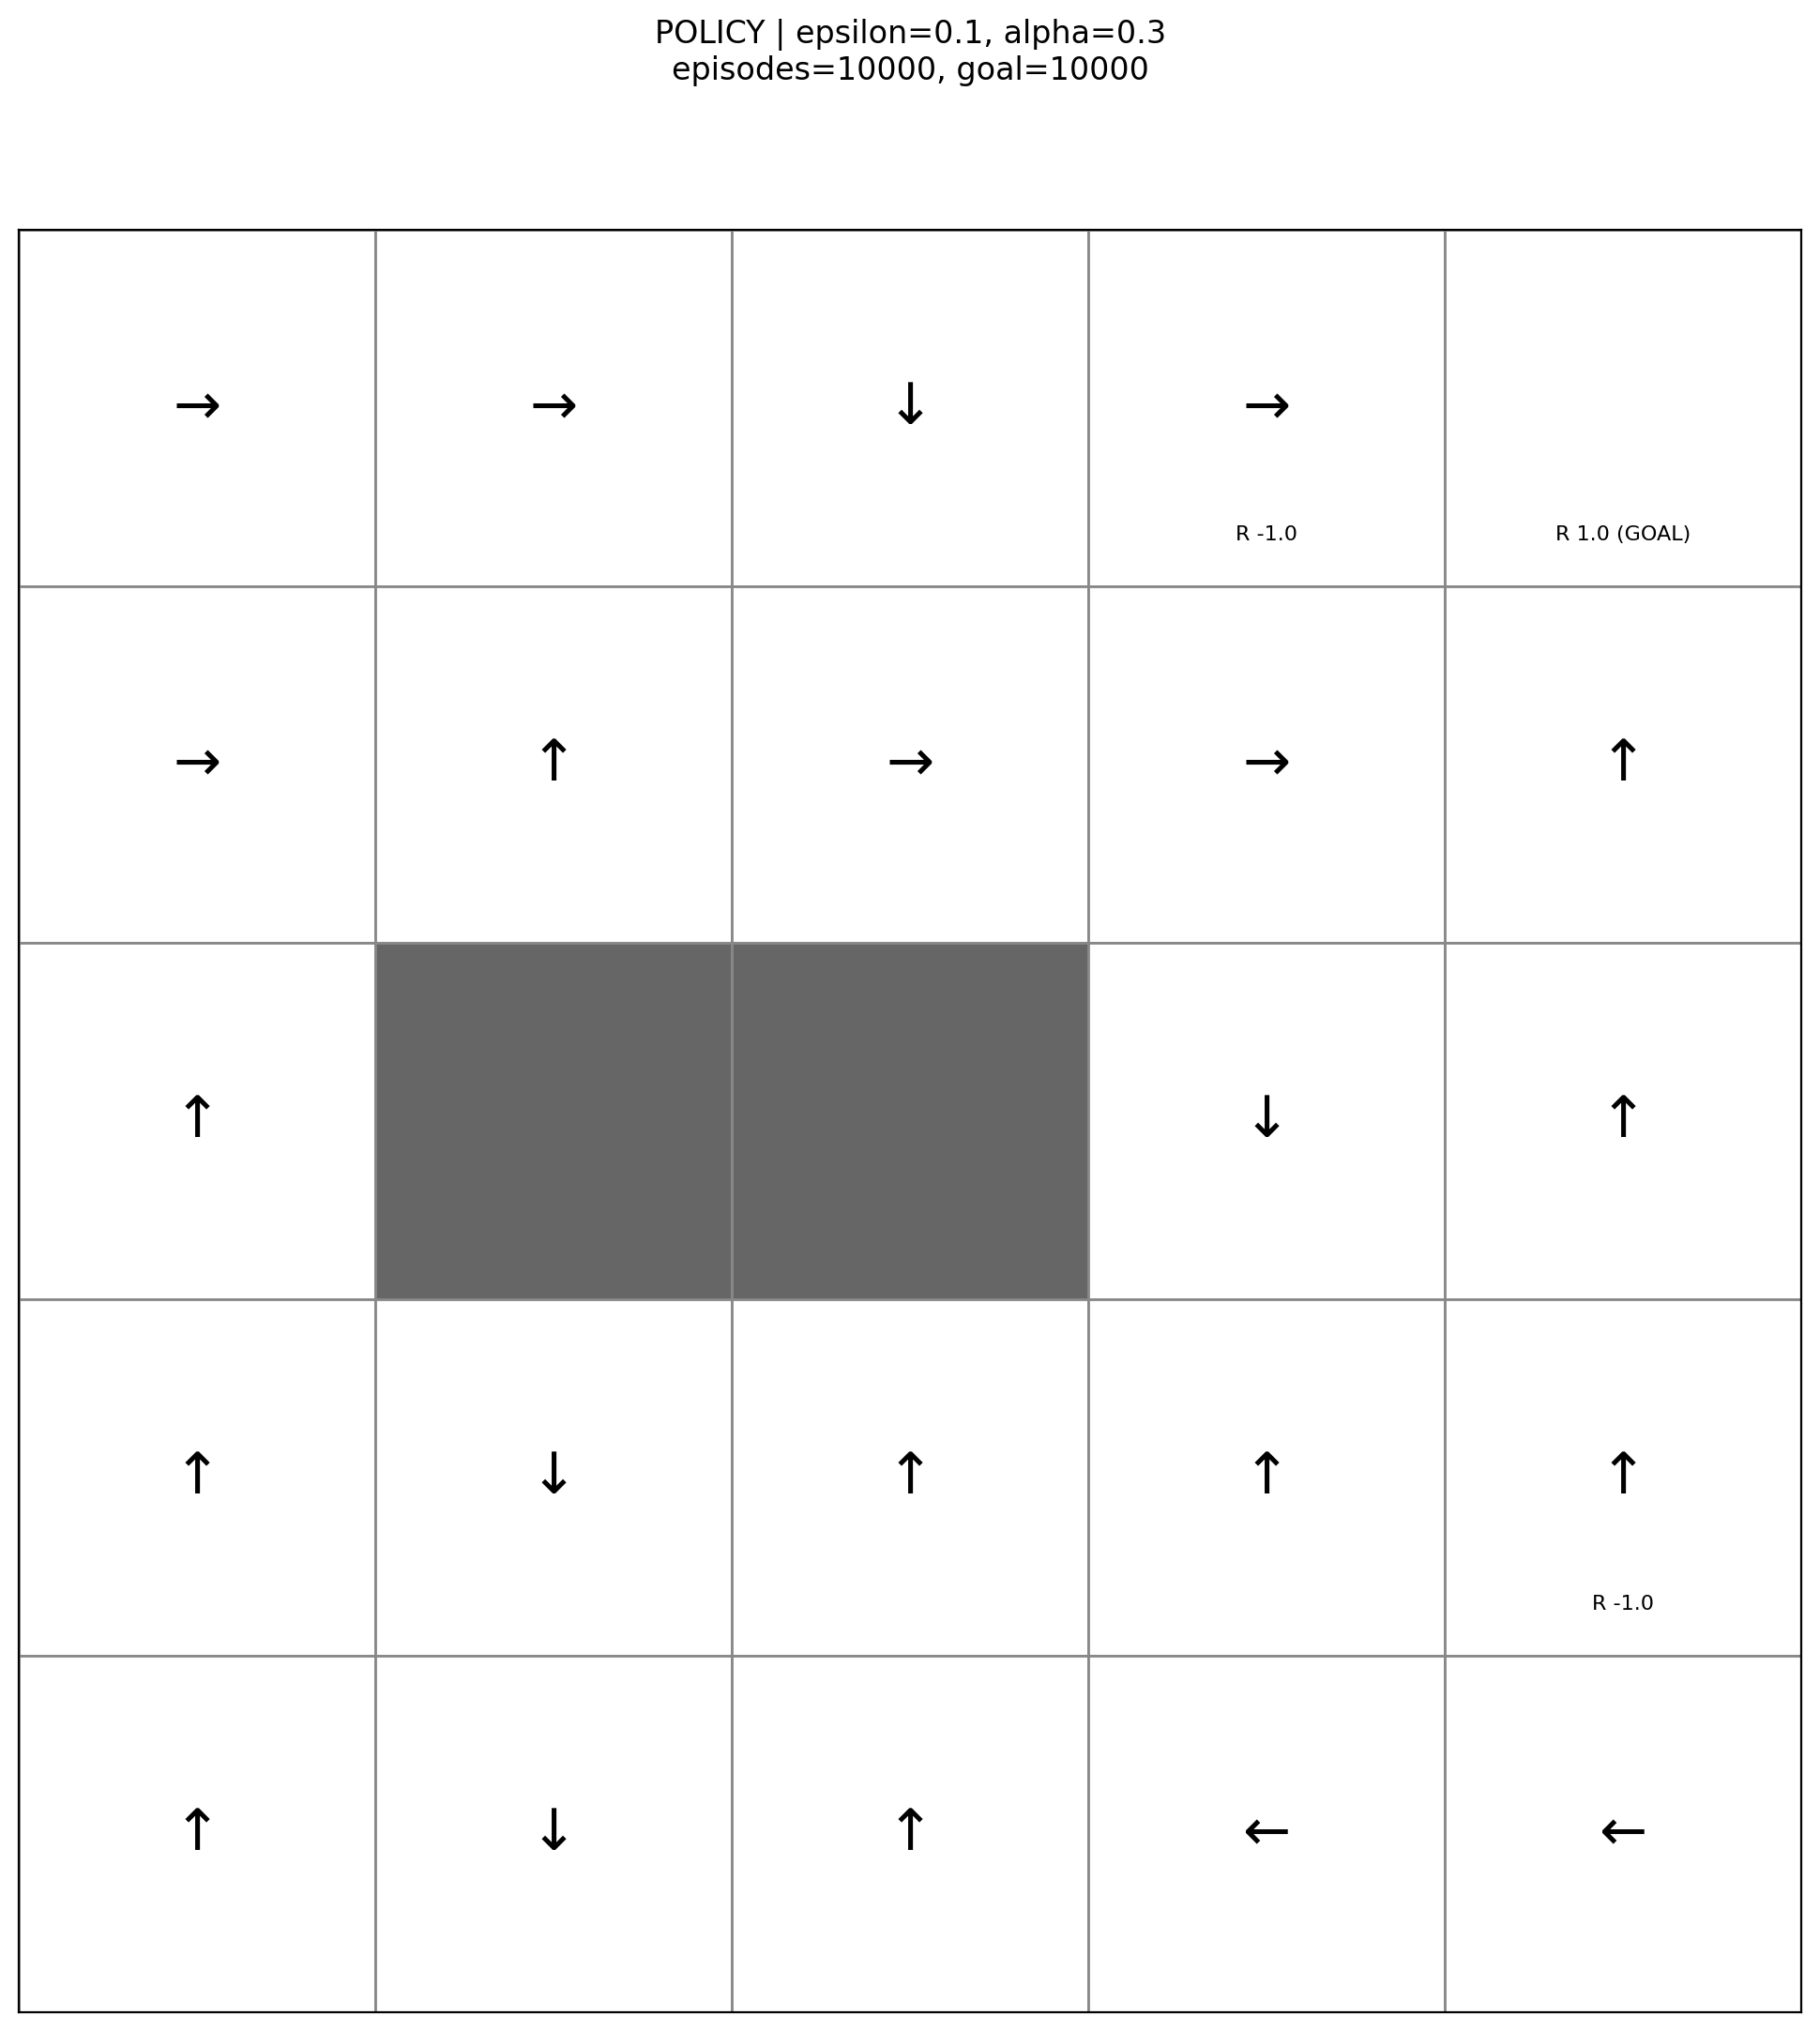 POLICY | epsilon=0.1, alpha=0.3
episodes=10000, goal=10000
→ → ↓ →
R -1.0 R 1.0 (GOAL)
→ ↑ → → ↑
↑ ↓ ↑
↑ ↓ ↑ ↑ ↑
R -1.0
↑ ↓ ↑ ← ←